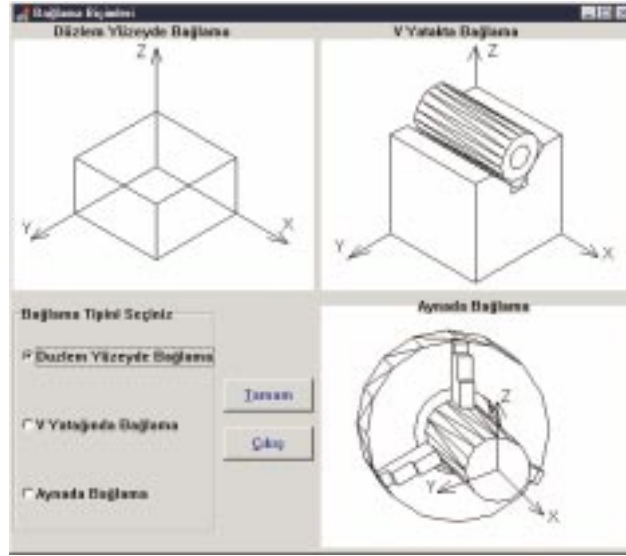 Bağlama Biçimleri
Düzlem Yüzeyde Bağlama
V Yatakta Bağlama
Z
Y
X
Z
Y
X
Bağlama Tipini Seçiniz
Duzlem Yüzeyde Bağlama
V Yatağında Bağlama
Aynada Bağlama
Tamam
Çıkış
Aynada Bağlama
Z
Y
X